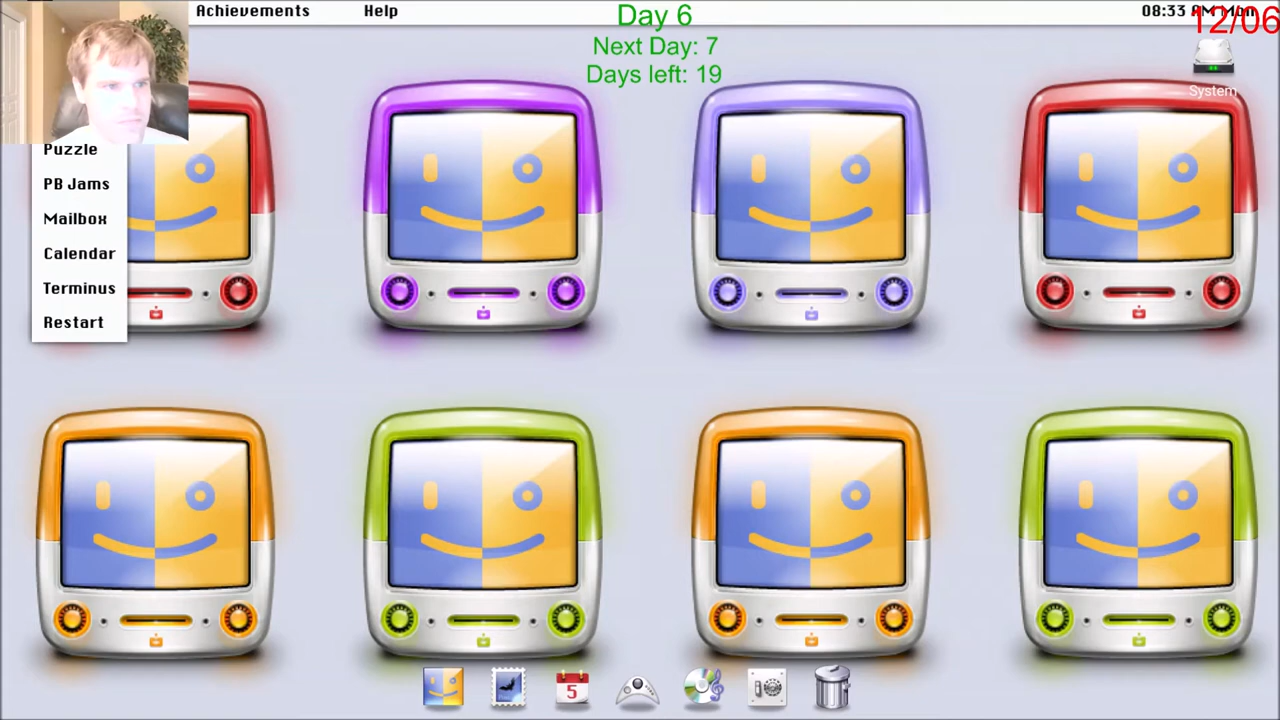 Achievements
Help
Day 6
08:33 AM Mon
12/06
Next Day: 7
Days left: 19
System
Puzzle
PB Jams
Mailbox
Calendar
Terminus
Restart
5